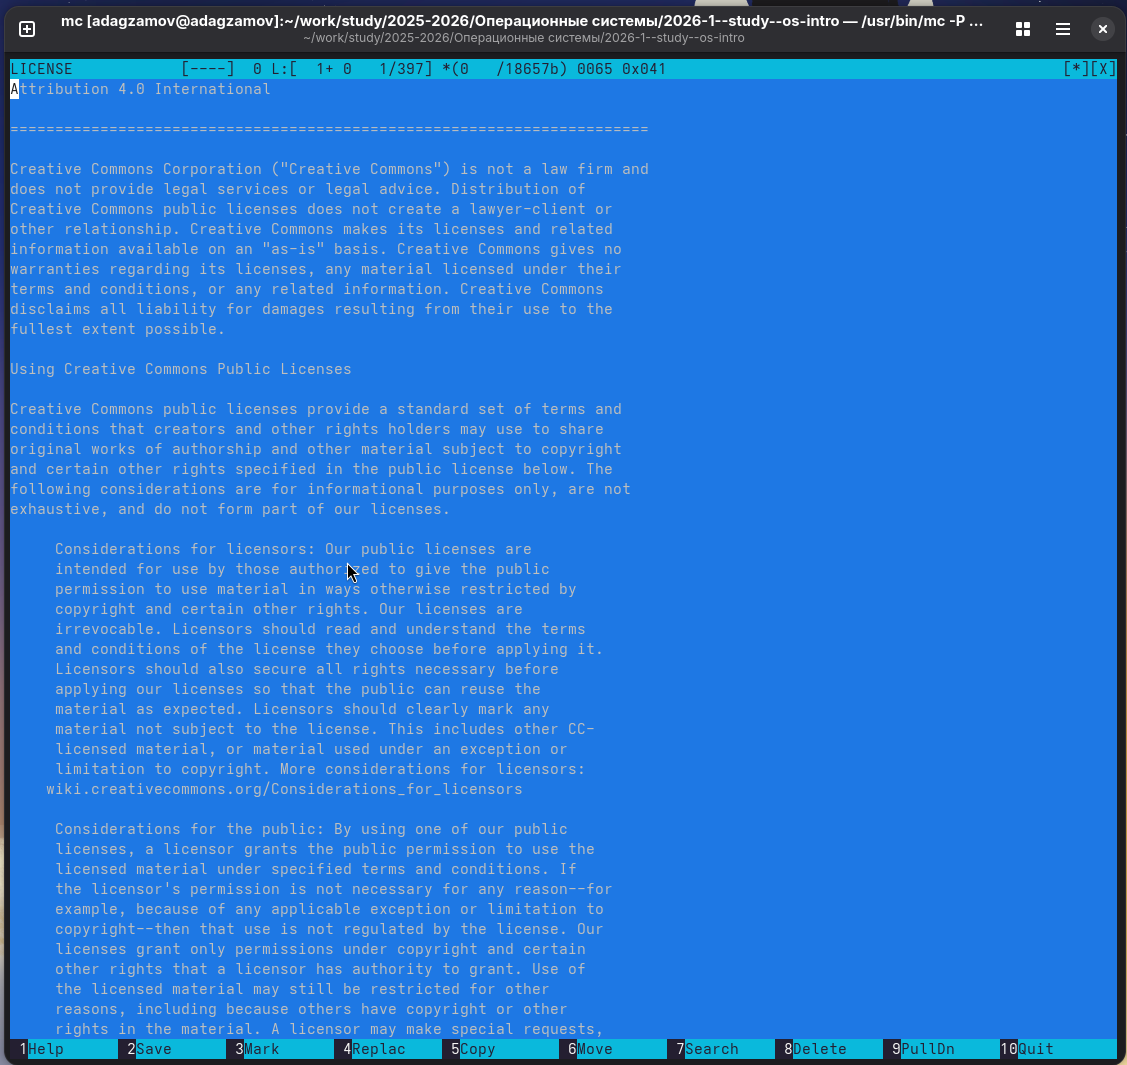 mc [adagzamov@adagzamov]:~/work/study/2025-2026/Операционные системы/2026-1--study--os-intro — /usr/bin/mc -P ...
~/work/study/2025-2026/Операционные системы/2026-1--study--os-intro
LICENSE            [----]  0 L:[  1+ 0   1/397] *(0   /18657b) 0065 0x041                                            [*][X]
Attribution 4.0 International
=======================================================================
Creative Commons Corporation ("Creative Commons") is not a law firm and
does not provide legal services or legal advice. Distribution of
Creative Commons public licenses does not create a lawyer-client or
other relationship. Creative Commons makes its licenses and related
information available on an "as-is" basis. Creative Commons gives no
warranties regarding its licenses, any material licensed under their
terms and conditions, or any related information. Creative Commons
disclaims all liability for damages resulting from their use to the
fullest extent possible.
Using Creative Commons Public Licenses
Creative Commons public licenses provide a standard set of terms and
conditions that creators and other rights holders may use to share
original works of authorship and other material subject to copyright
and certain other rights specified in the public license below. The
following considerations are for informational purposes only, are not
exhaustive, and do not form part of our licenses.
     Considerations for licensors: Our public licenses are
     intended for use by those authorized to give the public
     permission to use material in ways otherwise restricted by
     copyright and certain other rights. Our licenses are
     irrevocable. Licensors should read and understand the terms
     and conditions of the license they choose before applying it.
     Licensors should also secure all rights necessary before
     applying our licenses so that the public can reuse the
     material as expected. Licensors should clearly mark any
     material not subject to the license. This includes other CC-
     licensed material, or material used under an exception or
     limitation to copyright. More considerations for licensors:
    wiki.creativecommons.org/Considerations_for_licensors
     Considerations for the public: By using one of our public
     licenses, a licensor grants the public permission to use the
     licensed material under specified terms and conditions. If
     the licensor's permission is not necessary for any reason--for
     example, because of any applicable exception or limitation to
     copyright--then that use is not regulated by the license. Our
     licenses grant only permissions under copyright and certain
     other rights that a licensor has authority to grant. Use of
     the licensed material may still be restricted for other
     reasons, including because others have copyright or other
     rights in the material. A licensor may make special requests,
1Help 2Save 3Mark 4Replac 5Copy 6Move 7Search 8Delete 9PullDn 10Quit